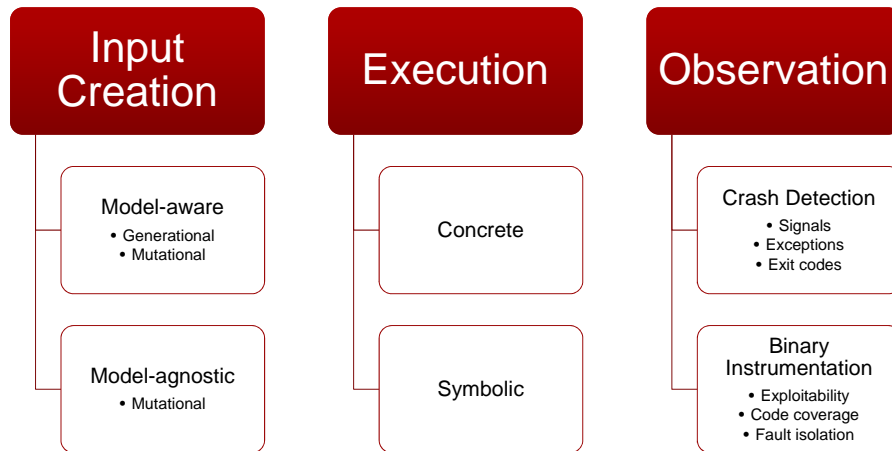 Input
Creation
Model-aware
• Generational
• Mutational
Model-agnostic
• Mutational
Execution
Concrete
Symbolic
Observation
Crash Detection
• Signals
• Exceptions
• Exit codes
Binary
Instrumentation
• Exploitability
• Code coverage
• Fault isolation